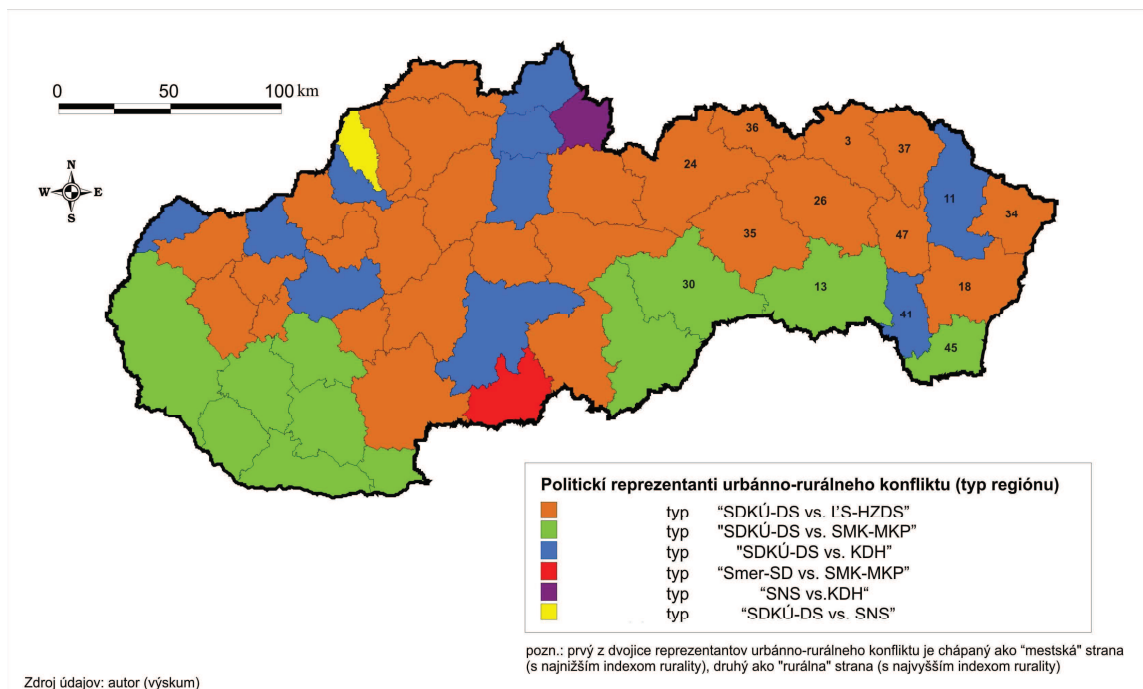 0 50 100 km
N
W E
S
36
3
37
24
11
26
34
35
47
30
13
18
41
45
Politickí reprezentanti urbánno-rurálneho konfliktu (typ regiónu)
typ “SDKÚ-DS vs. ĽS-HZDS”
typ "SDKÚ-DS vs. SMK-MKP”
typ "SDKÚ-DS vs. KDH”
typ “Smer-SD vs. SMK-MKP”
typ “SNS vs.KDH“
typ “SDKÚ-DS vs. SNS”
pozn.: prvý z dvojice reprezentantov urbánno-rurálneho konfliktu je chápaný ako “mestská” strana
(s najnižším indexom rurality), druhý ako "rurálna" strana (s najvyšším indexom rurality)
Zdroj údajov: autor (výskum)